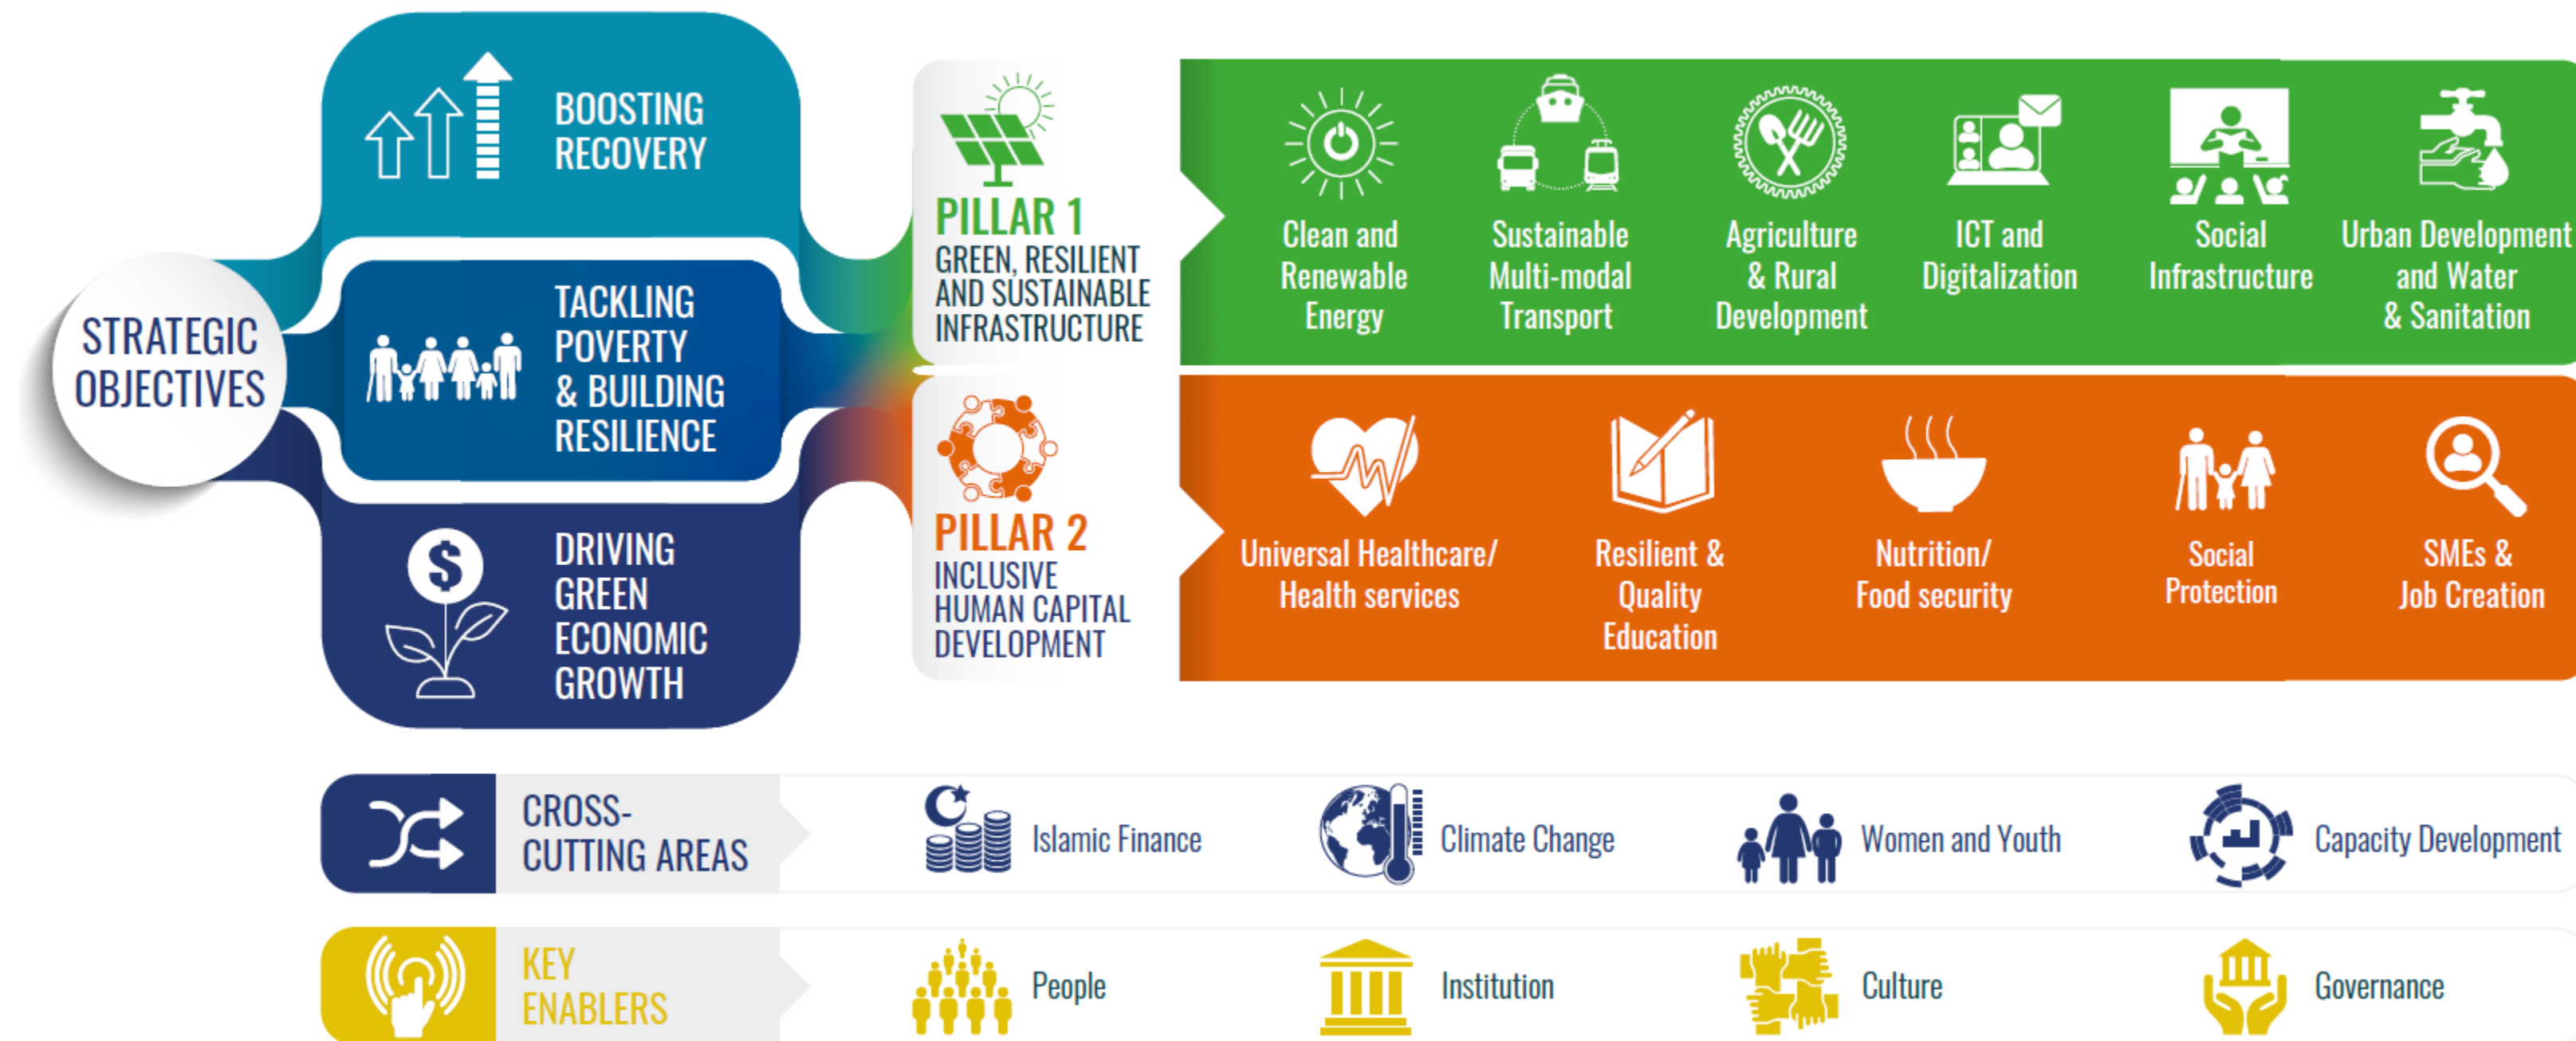 STRATEGIC
OBJECTIVES
BOOSTING
RECOVERY
TACKLING
POVERTY
& BUILDING
RESILIENCE
$
DRIVING
GREEN
ECONOMIC
GROWTH
PILLAR 1
GREEN, RESILIENT
AND SUSTAINABLE
INFRASTRUCTURE
Clean and
Renewable
Energy
Sustainable
Multi-modal
Transport
Agriculture
& Rural
Development
ICT and
Digitalization
Social
Infrastructure
Urban Development
and Water
& Sanitation
PILLAR 2
INCLUSIVE
HUMAN CAPITAL
DEVELOPMENT
Universal Healthcare/
Health services
Resilient &
Quality
Education
Nutrition/
Food security
Social
Protection
SMEs &
Job Creation
CROSS-
CUTTING AREAS
Islamic Finance
Climate Change
Women and Youth
Capacity Development
KEY
ENABLERS
People
Institution
Culture
Governance